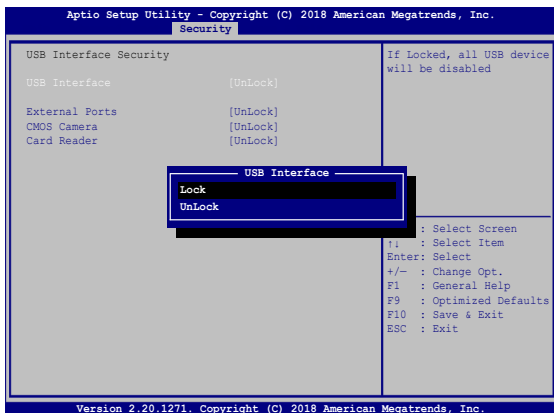 Aptio Setup Utility - Copyright (C) 2018 American Megatrends, Inc.
Security
USB Interface Security
USB Interface [UnLock]
External Ports [UnLock]
CMOS Camera [UnLock]
Card Reader [UnLock]
If Locked, all USB device
will be disabled
USB Interface
Lock
UnLock
: Select Screen
↑↓ : Select Item
Enter: Select
+/— : Change Opt.
F1 : General Help
F9 : Optimized Defaults
F10 : Save & Exit
ESC : Exit
Version 2.20.1271. Copyright (C) 2018 American Megatrends, Inc.